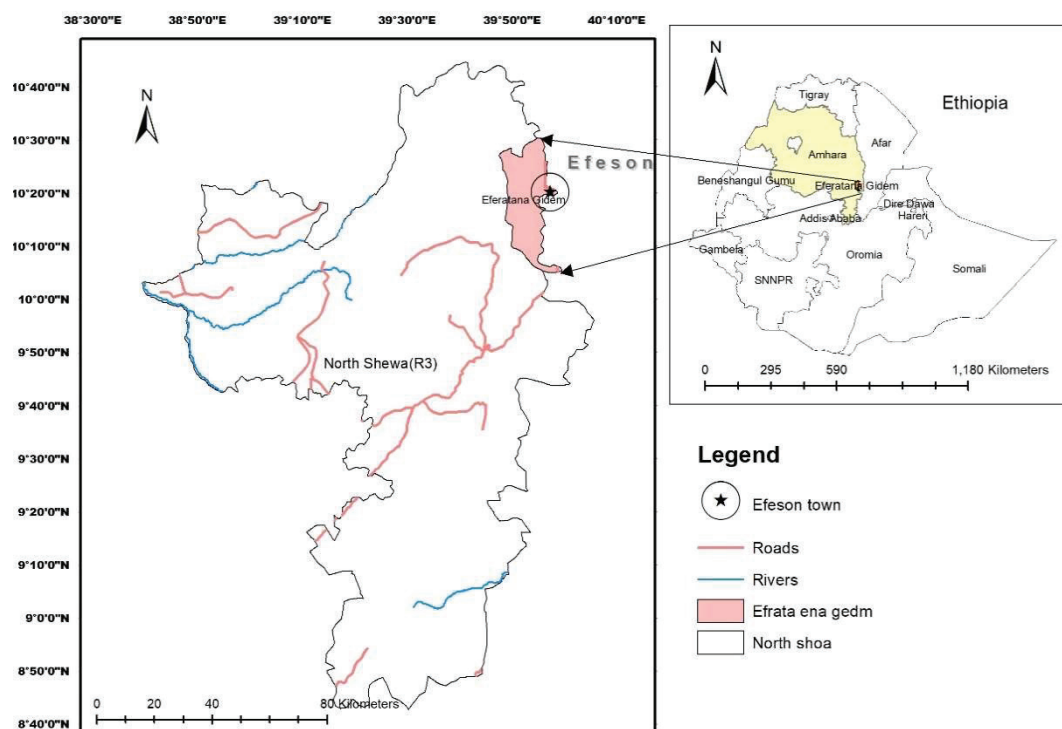 38°30'0"E 38°50'0"E 39°10'0"E 39°30'0"E 39°50'0"E 40°10'0"E
10°40'0"N
10°30'0"N
10°20'0"N
10°10'0"N
10°0'0"N
9°50'0"N
9°40'0"N
9°30'0"N
9°20'0"N
9°10'0"N
9°0'0"N
8°50'0"N
8°40'0"N
N
Efeson
Eferatana Gidem
North Shewa(R3)
0 20 40 80 Kilometers
N
Ethiopia
Tigray
Afar
Amhara
Beneshangul Gumu
Eferatana Gidem
Dire Dawa
Hareri
Addis Ababa
Gambela
Oromia
SNNPR
Somali
0 295 590 1,180 Kilometers
Legend
Efeson town
Roads
Rivers
Efrata ena gedm
North shoa